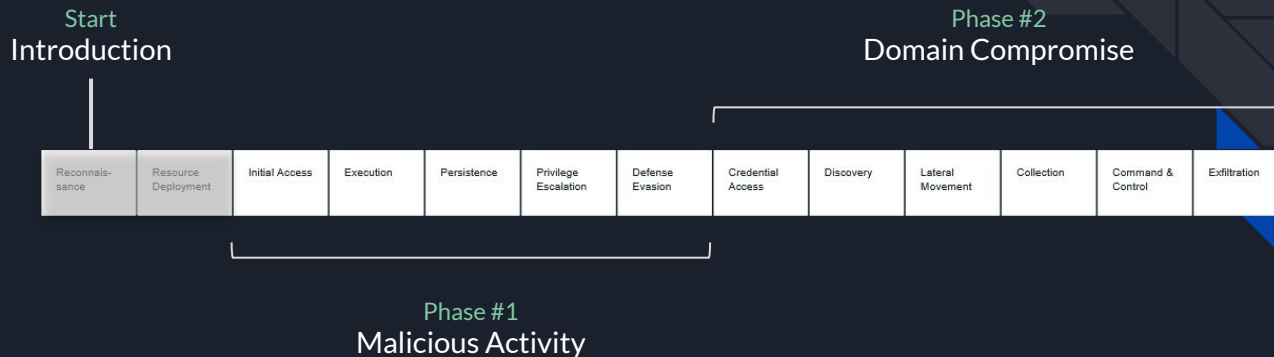 Start
Introduction
Phase #2
Domain Compromise
Reconnais-
sance
Resource
Deployment
Initial Access
Execution
Persistence
Privilege
Escalation
Defense
Evasion
Credential
Access
Discovery
Lateral
Movement
Collection
Command &
Control
Exfiltration
Phase #1
Malicious Activity